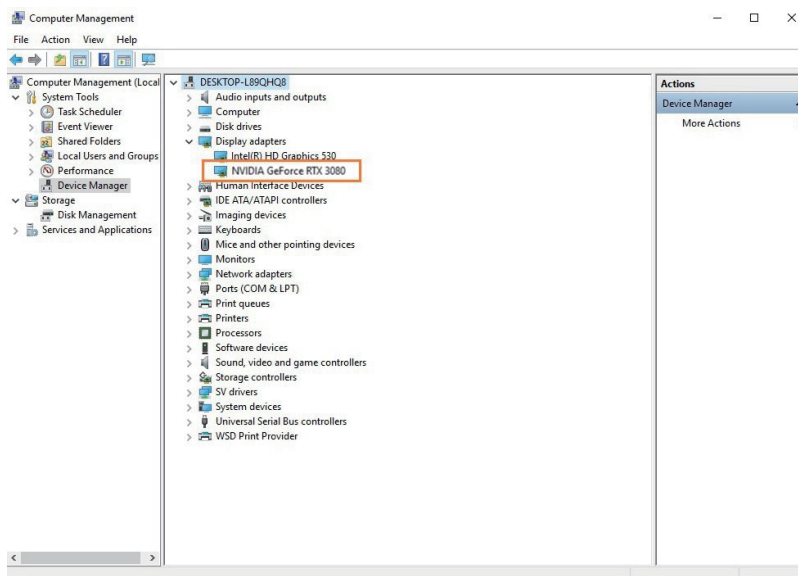 Computer Management
File Action View Help
Computer Management (Local
System Tools
Task Scheduler
Event Viewer
Shared Folders
Local Users and Groups
Performance
Device Manager
Storage
Disk Management
Services and Applications
DESKTOP-L89QHQ8
Audio inputs and outputs
Computer
Disk drives
Display adapters
Intel(R) HD Graphics 530
NVIDIA GeForce RTX 3080
Human Interface Devices
IDE ATA/ATAPI controllers
Imaging devices
Keyboards
Mice and other pointing devices
Monitors
Network adapters
Ports (COM & LPT)
Print queues
Printers
Processors
Software devices
Sound, video and game controllers
Storage controllers
SV drivers
System devices
Universal Serial Bus controllers
WSD Print Provider
Actions
Device Manager
More Actions